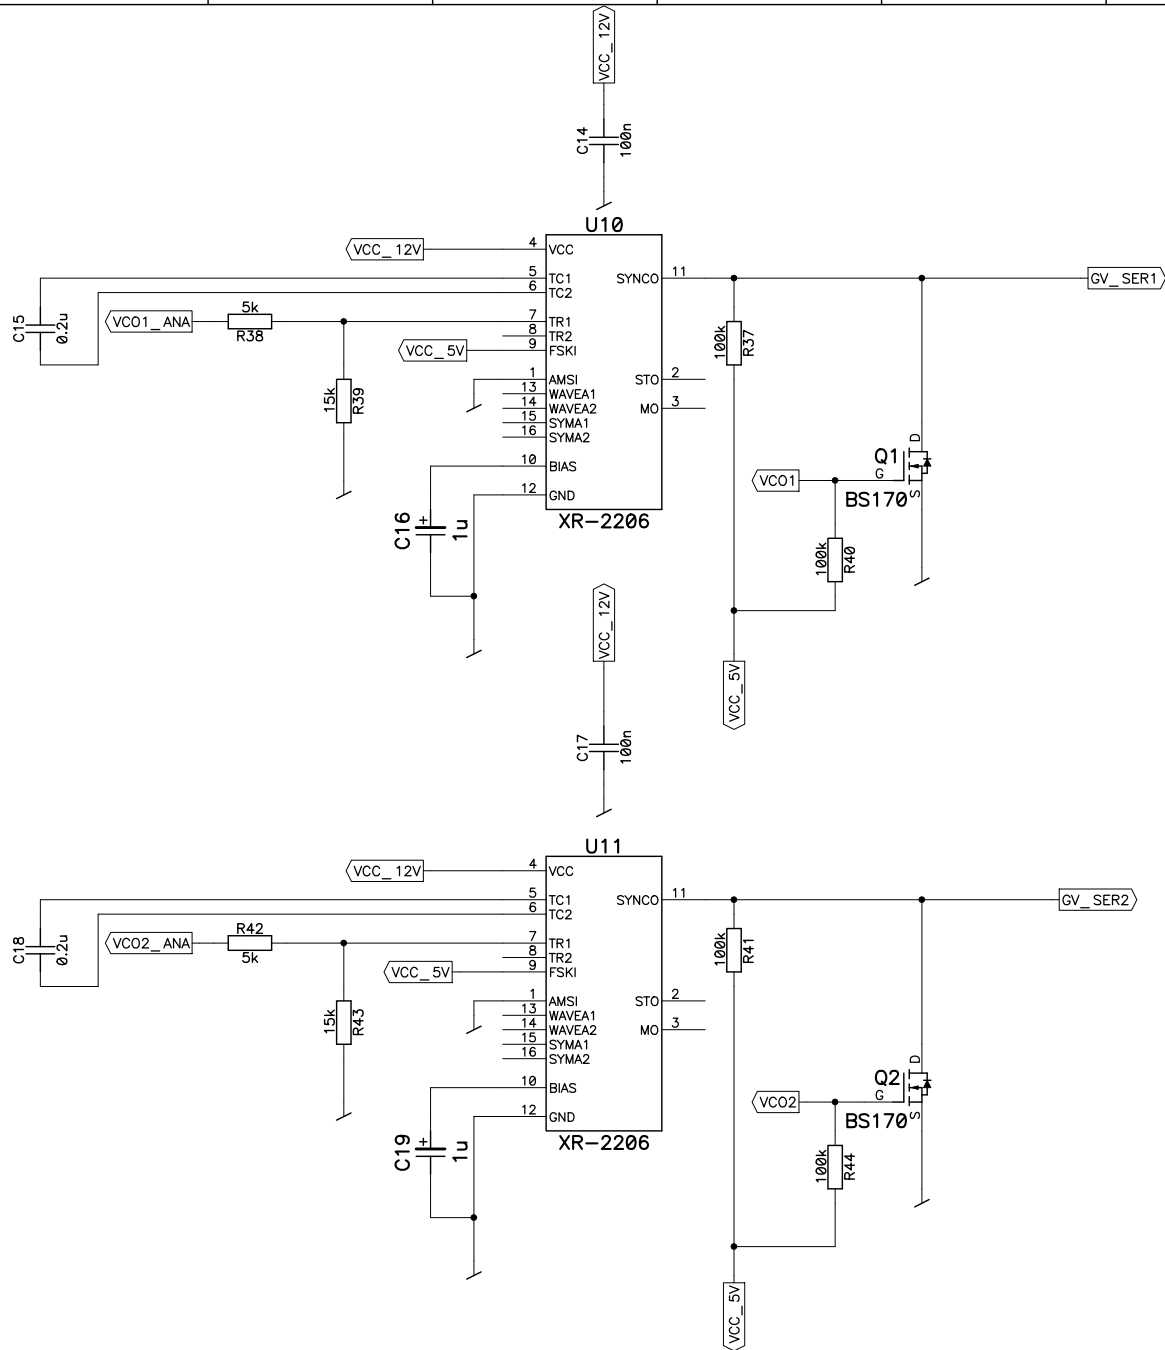 VCC_12V
C14
100n
U10
VCC_12V
4
VCC
5
TC1
6
TC2
SYNCO
11
GV_SER1
C15
0.2u
VCO1_ANA
5k
R38
7
TR1
8
TR2
VCC_5V
9
FSKI
100k
R37
15k
R39
1
AMSI
STO
2
13
WAVEA1
14
WAVEA2
MO
3
15
SYMA1
16
SYMA2
10
BIAS
12
GND
C16
+
1u
XR-2206
VCO1
Q1
G
D
S
BS170
100k
R40
VCC_5V
VCC_12V
C17
100n
U11
VCC_12V
4
VCC
5
TC1
6
TC2
SYNCO
11
GV_SER2
C18
0.2u
VCO2_ANA
R42
5k
7
TR1
8
TR2
VCC_5V
9
FSKI
100k
R41
15k
R43
1
AMSI
STO
2
13
WAVEA1
14
WAVEA2
MO
3
15
SYMA1
16
SYMA2
10
BIAS
12
GND
C19
+
1u
XR-2206
VCO2
Q2
G
D
S
BS170
100k
R44
VCC_5V